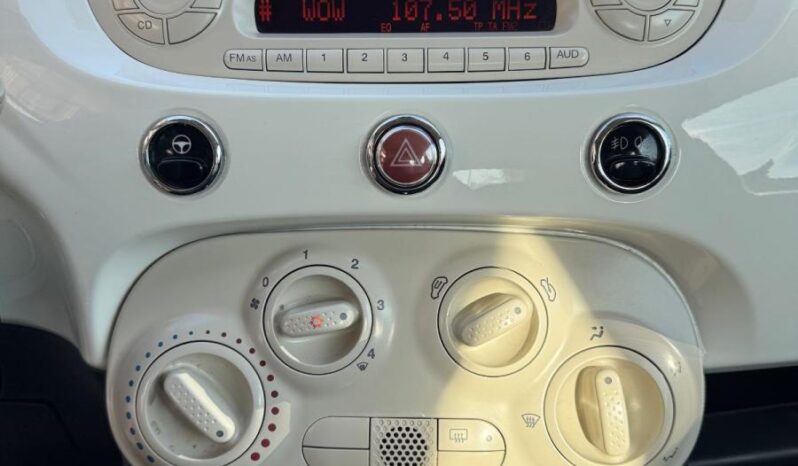 WOW 107.50 MHz
EQ AF TP TA FM2
CD
FM AS AM 1 2 3 4 5 6 AUD
0 1 2 3 4